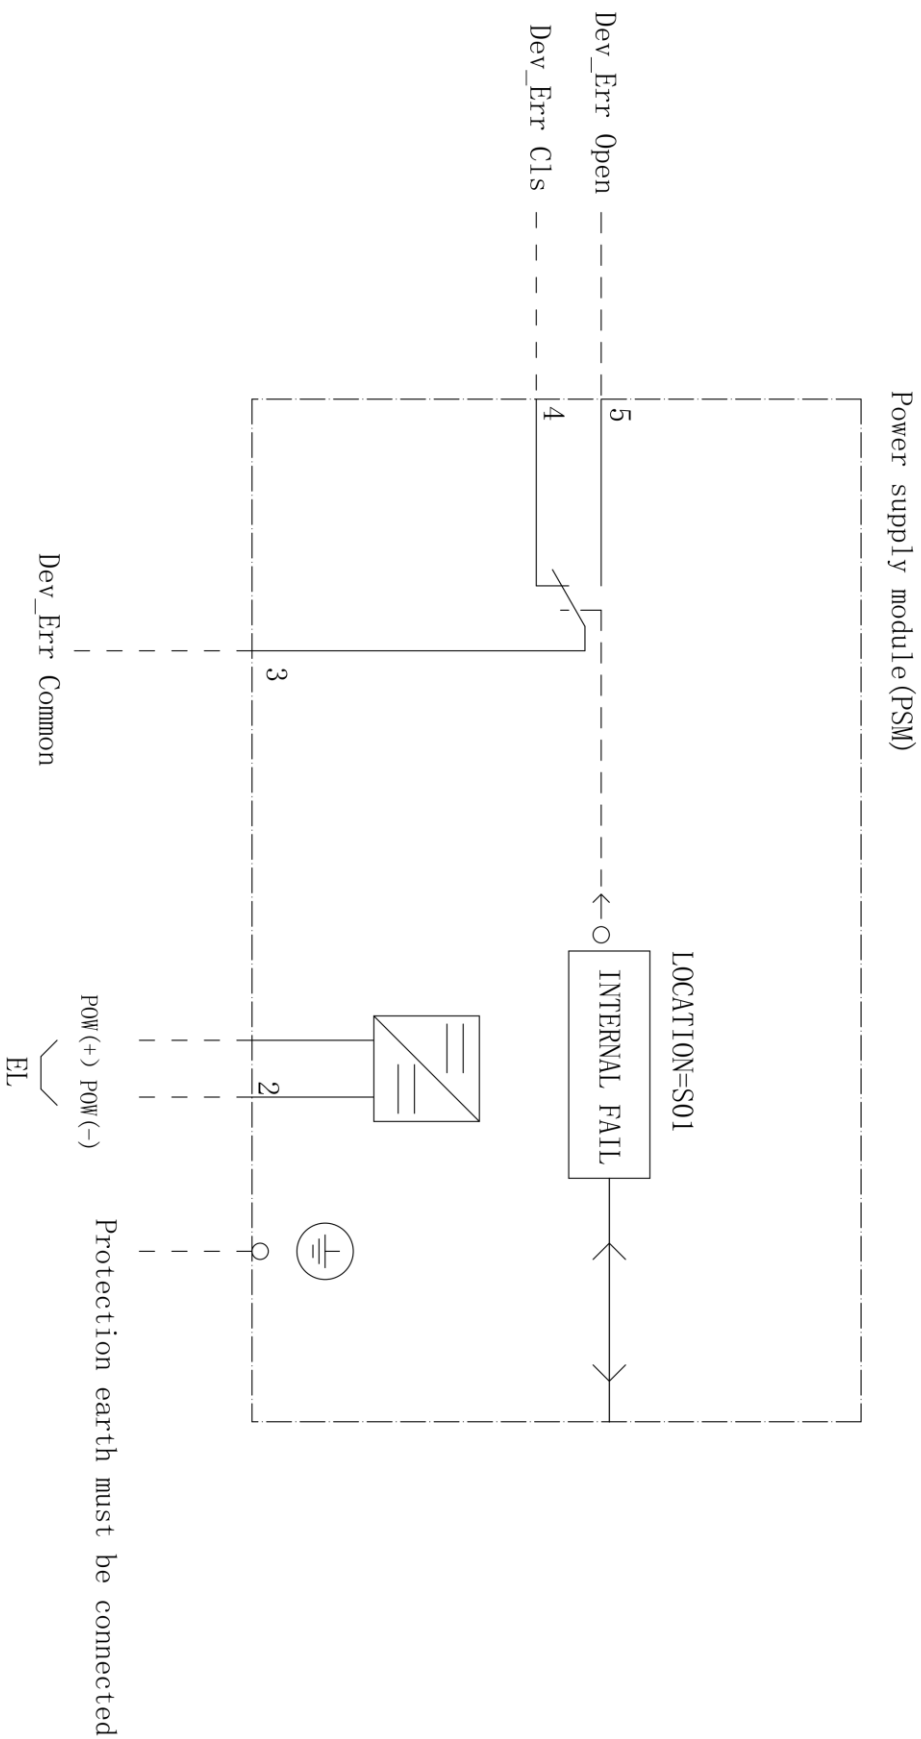 Power supply module(PSM)
LOCATION=S01
INTERNAL FAIL
Dev_Err Open
5
Dev_Err Cls
4
3
2
Dev_Err Common
POW(+) POW(-)
EL
Protection earth must be connected